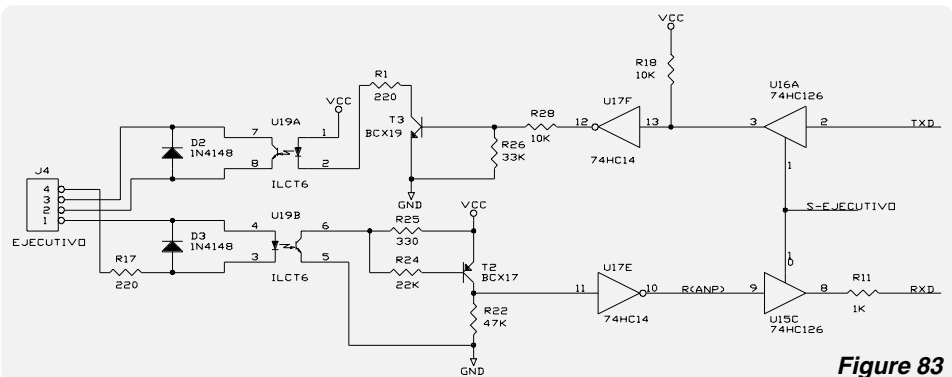 VCC
R18
10K
U16A
74HC126
R1
220
U19A
VCC
T3
BCX19
R28
10K
12
U17F
13
3
2
TXD
7
1
D2
1N4148
8
2
R26
33K
74HC14
1
J4
ILCT6
GND
4
3
2
1
S-EJECUTIVO
EJECUTIVO
U19B
VCC
D3
1N4148
4
6
R25
330
3
5
R24
22K
T2
BCX17
U17E
10
R17
220
ILCT6
11
10
R(ANP)
9
8
R11
1K
RXD
R22
47K
74HC14
U15C
74HC126
GND
Figure 83